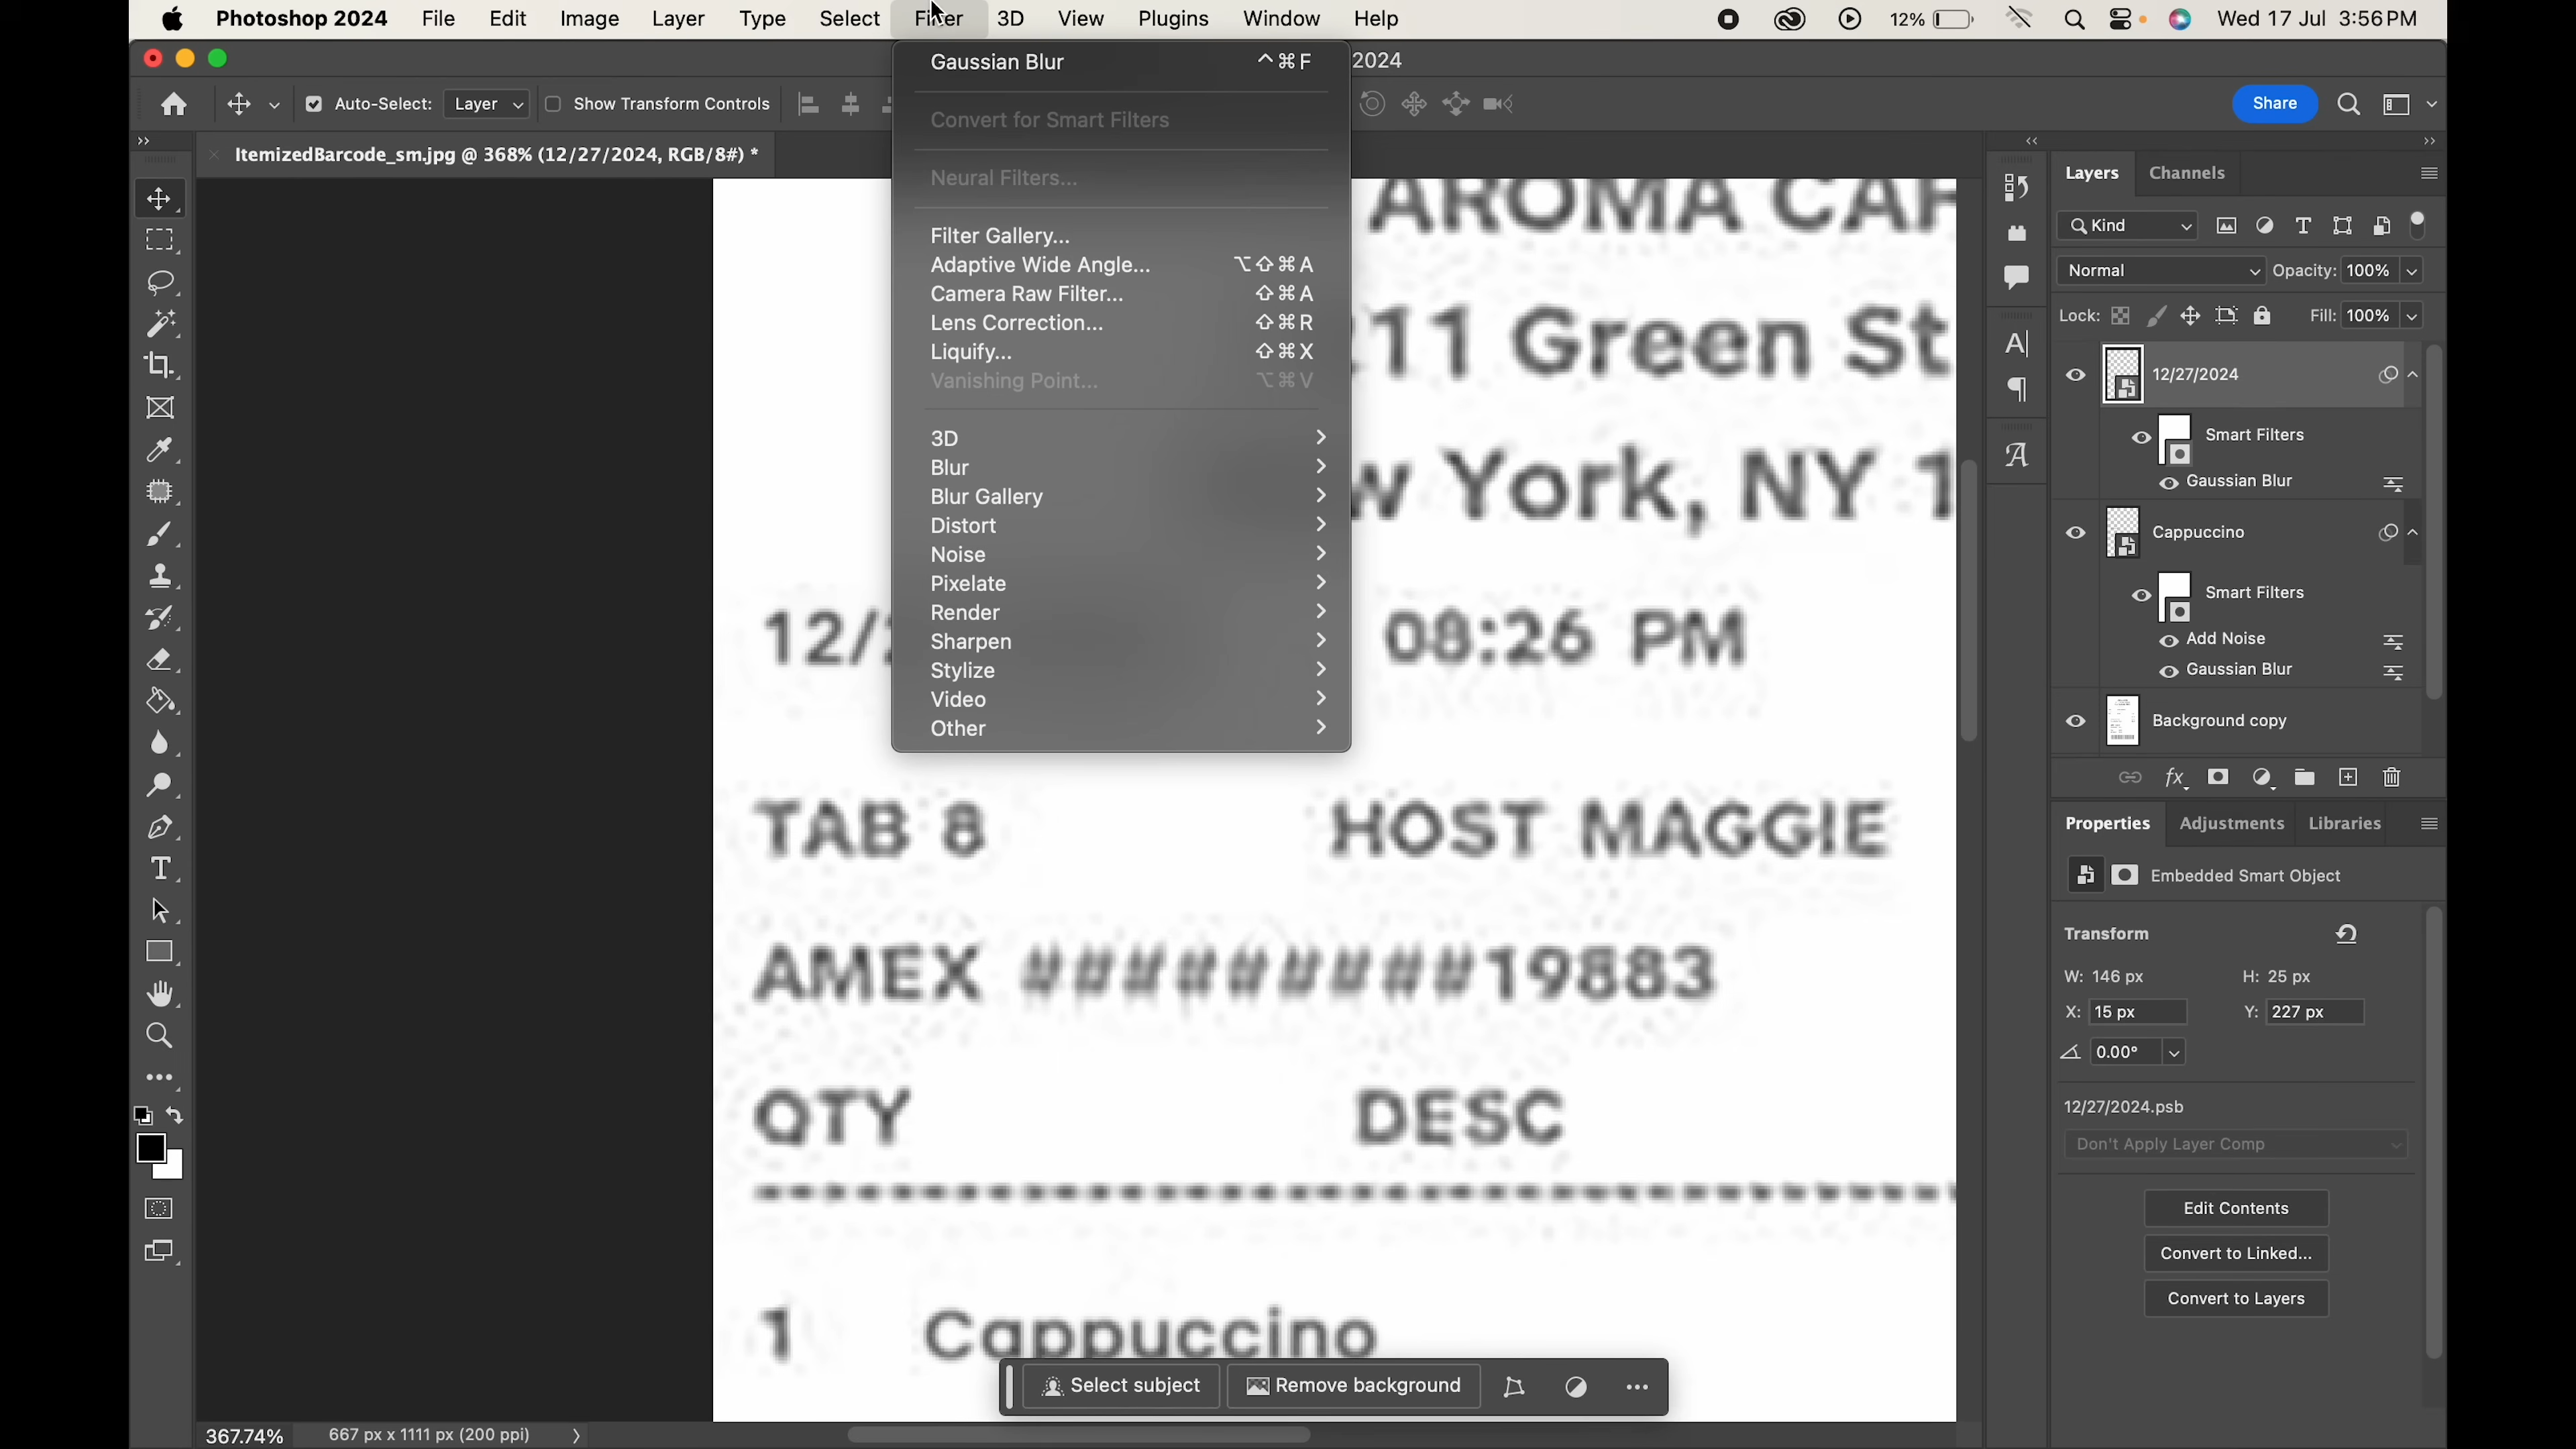 Photoshop 2024 File Edit Image Layer Type Select Filter 3D View Plugins Window Help 12% Wed 17 Jul 3:56 PM
2024
Auto-Select: Layer Show Transform Controls Share
ItemizedBarcode_sm.jpg @ 368% (12/27/2024, RGB/8#) *
Gaussian Blur ^⌘F
Convert for Smart Filters
Neural Filters...
Filter Gallery...
Adaptive Wide Angle... ⌥⇧⌘A
Camera Raw Filter... ⇧⌘A
Lens Correction... ⇧⌘R
Liquify... ⇧⌘X
Vanishing Point... ⌥⌘V
3D
Blur
Blur Gallery
Distort
Noise
Pixelate
Render
Sharpen
Stylize
Video
Other
AROMA CAF
11 Green St
w York, NY 1
12/ 08:26 PM
TAB 8 HOST MAGGIE
AMEX #########19883
QTY DESC
1 Cappuccino
Select subject Remove background
367.74% 667 px x 1111 px (200 ppi)
Layers Channels
Kind
Normal Opacity: 100%
Lock: Fill: 100%
12/27/2024
Smart Filters
Gaussian Blur
Cappuccino
Smart Filters
Add Noise
Gaussian Blur
Background copy
Properties Adjustments Libraries
Embedded Smart Object
Transform
W: 146 px H: 25 px
X: 15 px Y: 227 px
0.00°
12/27/2024.psb
Don't Apply Layer Comp
Edit Contents
Convert to Linked...
Convert to Layers